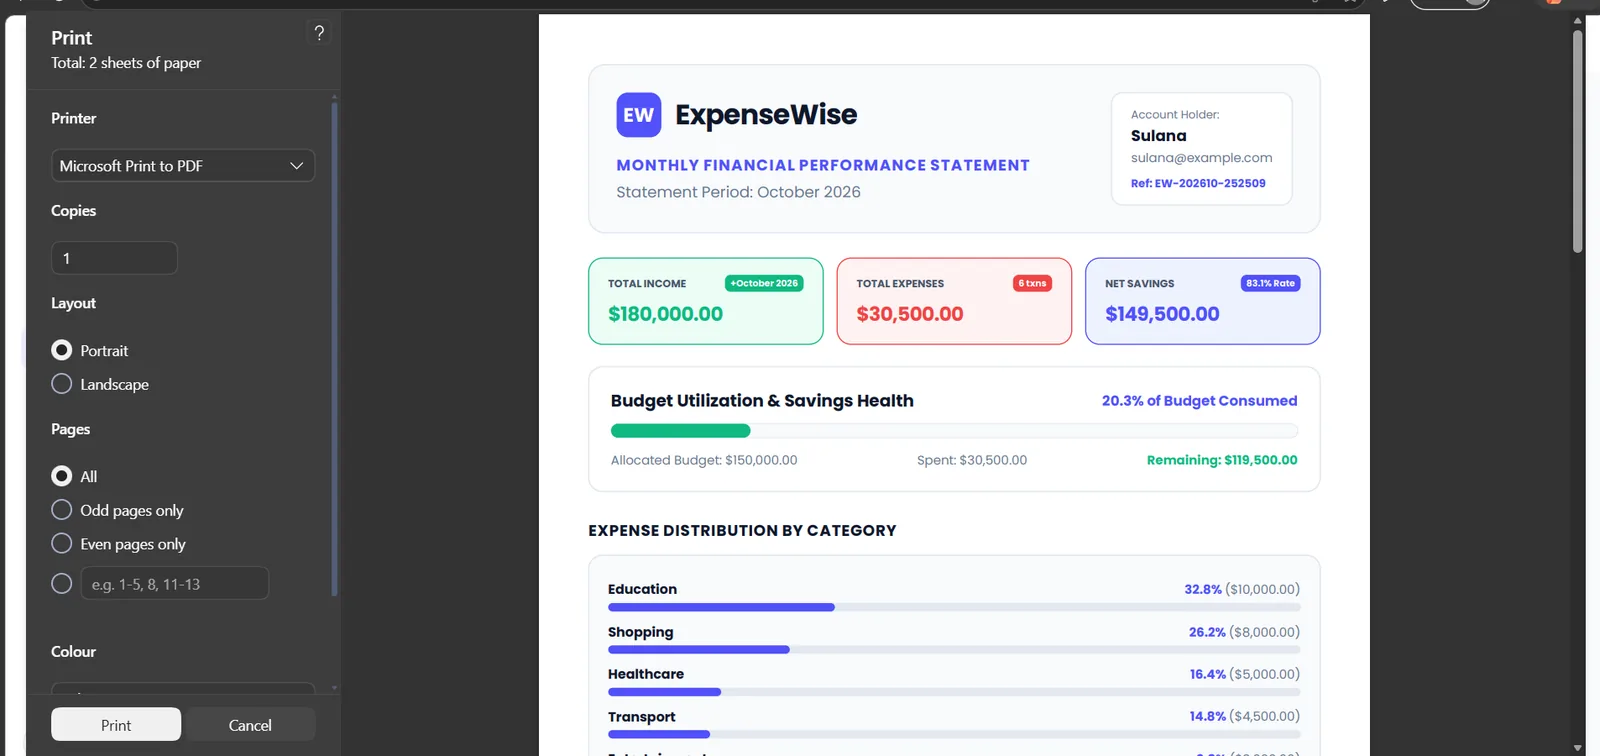 Print
?
Total: 2 sheets of paper
Printer
Microsoft Print to PDF
Copies
1
Layout
Portrait
Landscape
Pages
All
Odd pages only
Even pages only
e.g. 1-5, 8, 11-13
Colour
Print
Cancel
EW
ExpenseWise
MONTHLY FINANCIAL PERFORMANCE STATEMENT
Statement Period: October 2026
Account Holder:
Sulana
sulana@example.com
Ref: EW-202610-252509
TOTAL INCOME
+October 2026
$180,000.00
TOTAL EXPENSES
6 txns
$30,500.00
NET SAVINGS
83.1% Rate
$149,500.00
Budget Utilization & Savings Health
20.3% of Budget Consumed
Allocated Budget: $150,000.00
Spent: $30,500.00
Remaining: $119,500.00
EXPENSE DISTRIBUTION BY CATEGORY
Education
32.8% ($10,000.00)
Shopping
26.2% ($8,000.00)
Healthcare
16.4% ($5,000.00)
Transport
14.8% ($4,500.00)